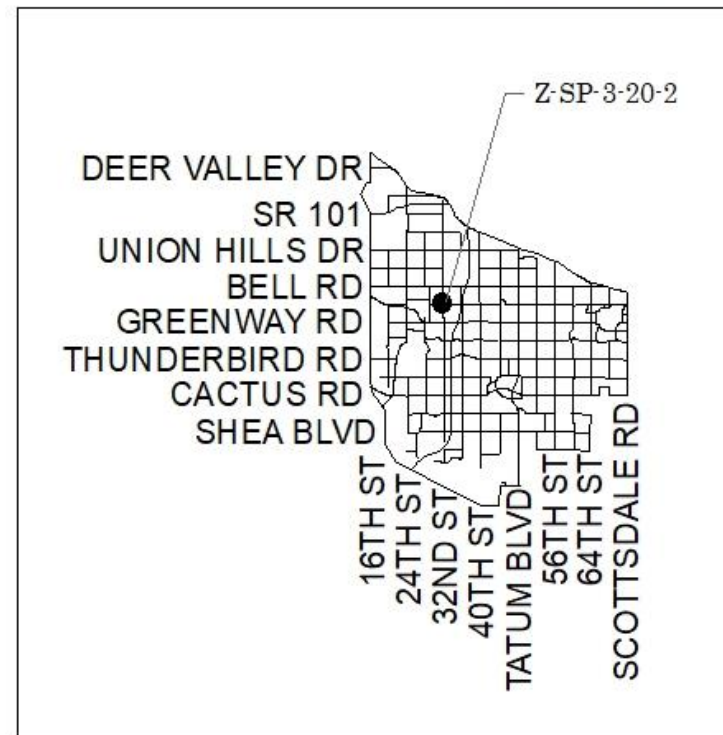 Z-SP-3-20-2
DEER VALLEY DR
SR 101
UNION HILLS DR
BELL RD
GREENWAY RD
THUNDERBIRD RD
CACTUS RD
SHEA BLVD
16TH ST
24TH ST
32ND ST
40TH ST
TATUM BLVD
56TH ST
64TH ST
SCOTTSDALE RD